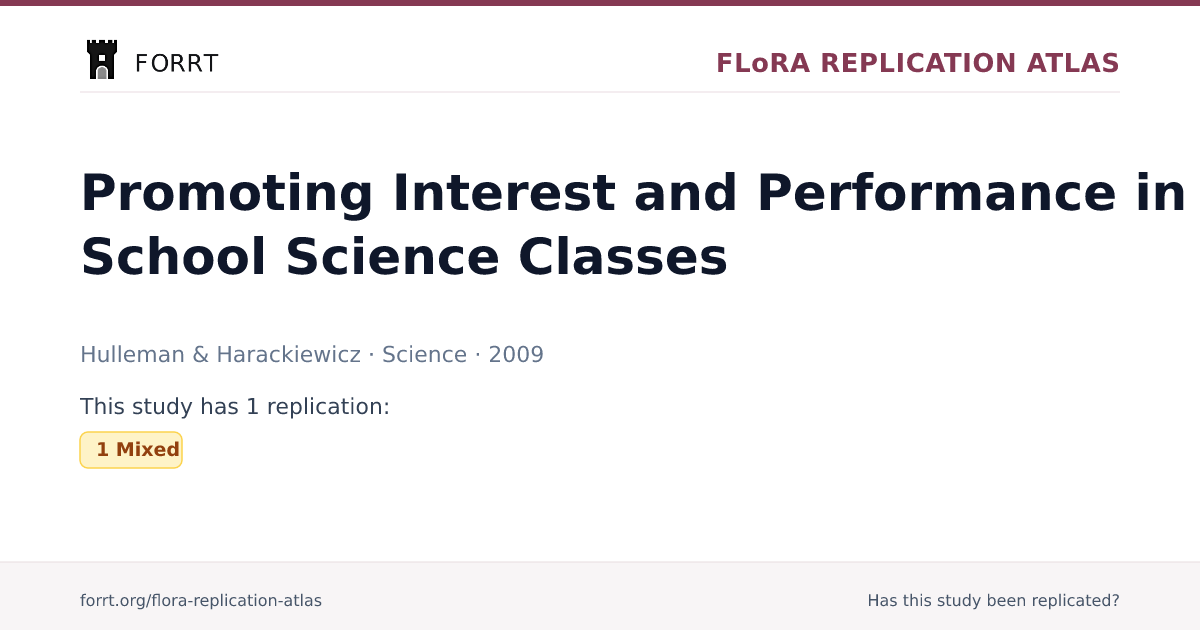 FORRT
FLoRA REPLICATION ATLAS
Promoting Interest and Performance in
School Science Classes
Hulleman & Harackiewicz · Science · 2009
This study has 1 replication:
1 Mixed
forrt.org/flora-replication-atlas
Has this study been replicated?